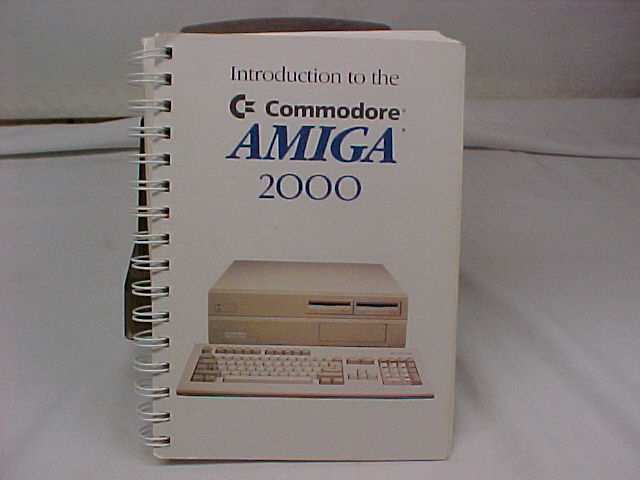 Introduction to the
Commodore
AMIGA
2000